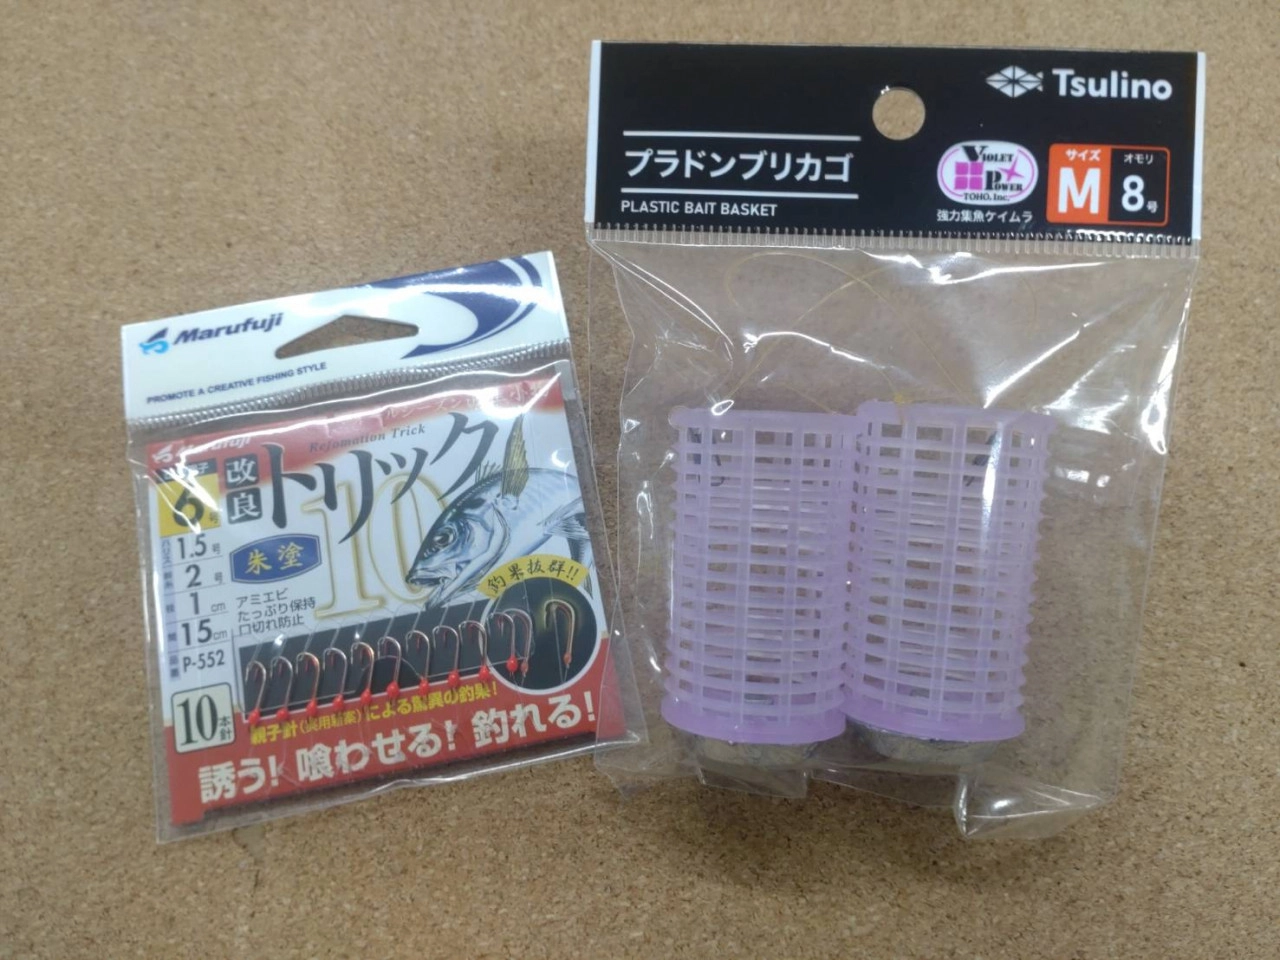 Marufuji
PROMOTE A CREATIVE FISHING STYLE
Marufuji
Reformation Trick
改良
トリック
10
6号
朱塗
1.5号
2号
1cm
15cm
P-552
アミエビ
たっぷり保持
口切れ防止
釣果抜群!!
10本針
親子針(実用新案)による驚異の釣果!
誘う!喰わせる!釣れる!
Tsulino
プラドンブリカゴ
PLASTIC BAIT BASKET
VIOLET POWER
TOHO.Inc.
強力集魚ケイムラ
サイズ
M
オモリ
8号